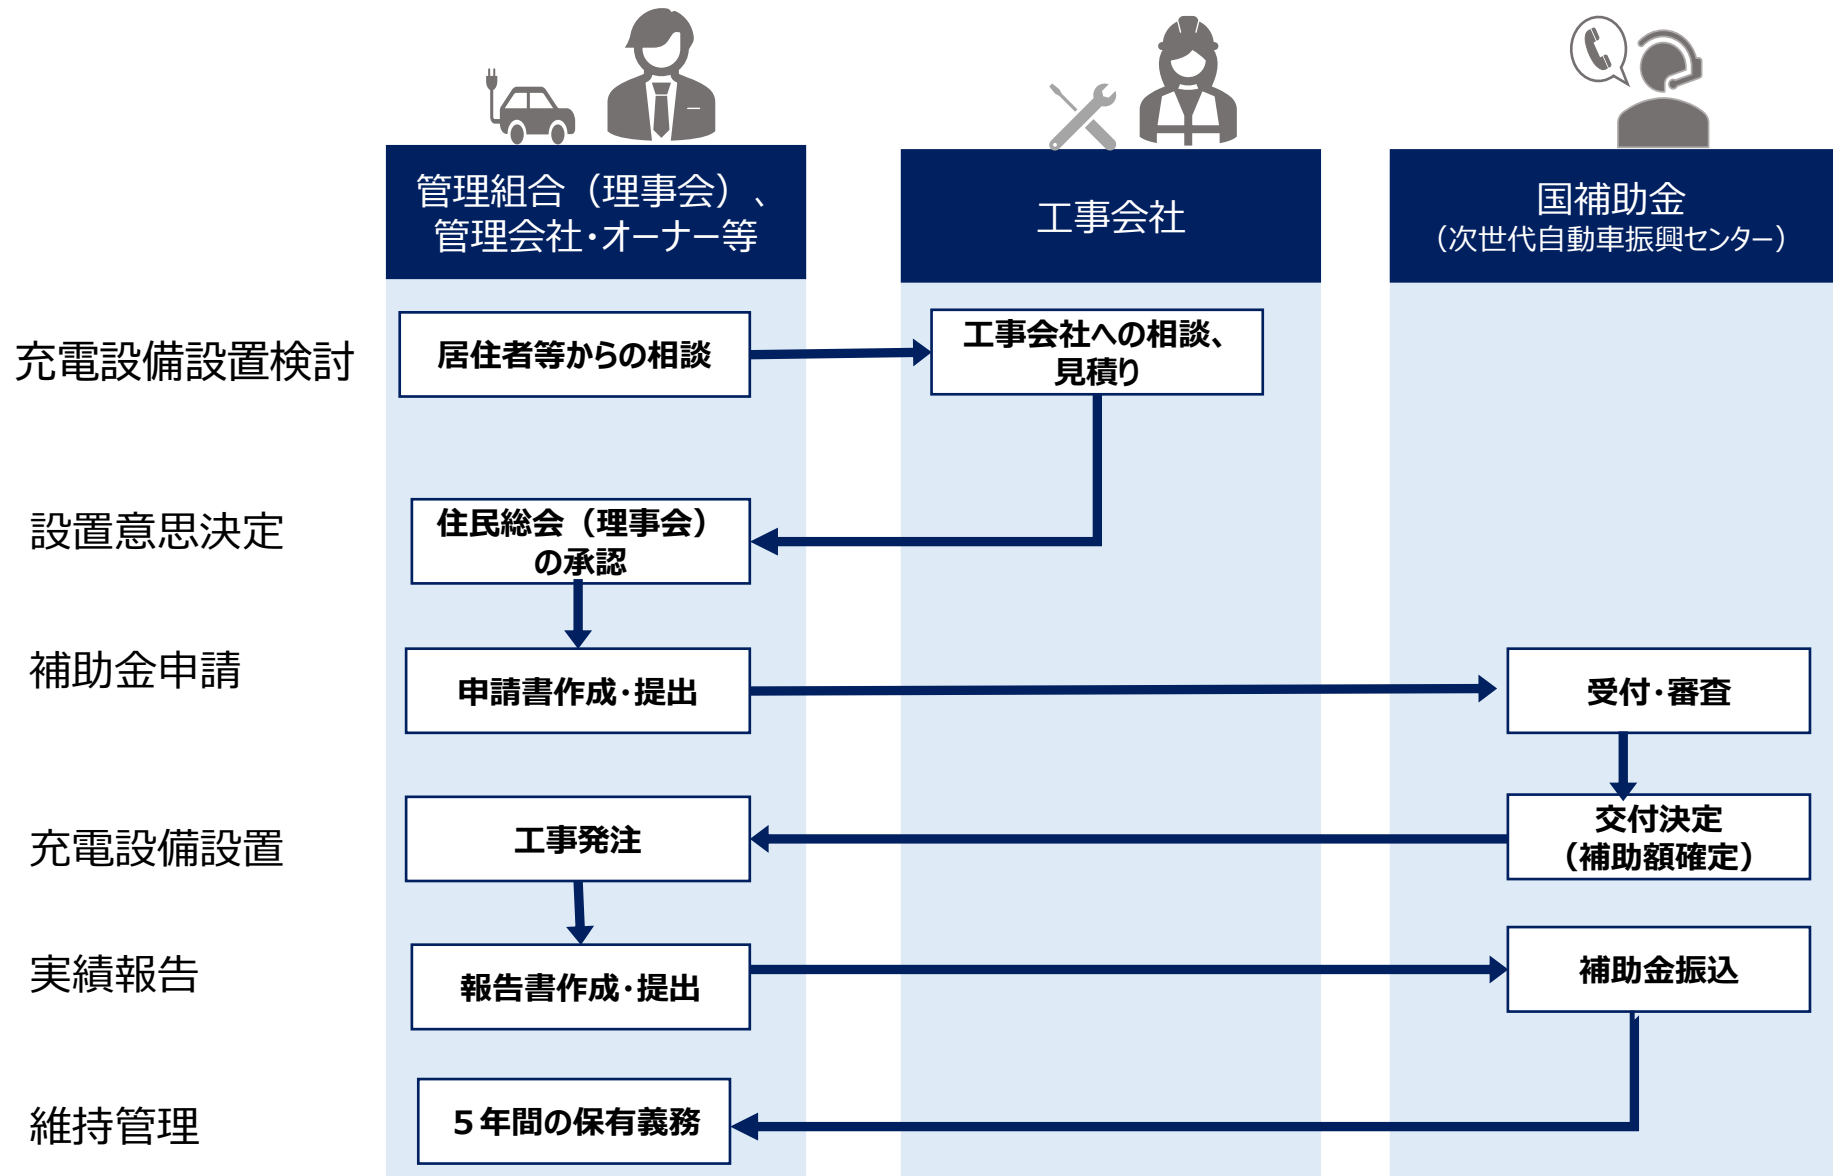 管理組合（理事会）、
管理会社・オーナー等
工事会社
国補助金
（次世代自動車振興センター）
充電設備設置検討
居住者等からの相談
工事会社への相談、
見積り
設置意思決定
住民総会（理事会）
の承認
補助金申請
申請書作成・提出
受付・審査
充電設備設置
工事発注
交付決定
（補助額確定）
実績報告
報告書作成・提出
補助金振込
維持管理
５年間の保有義務